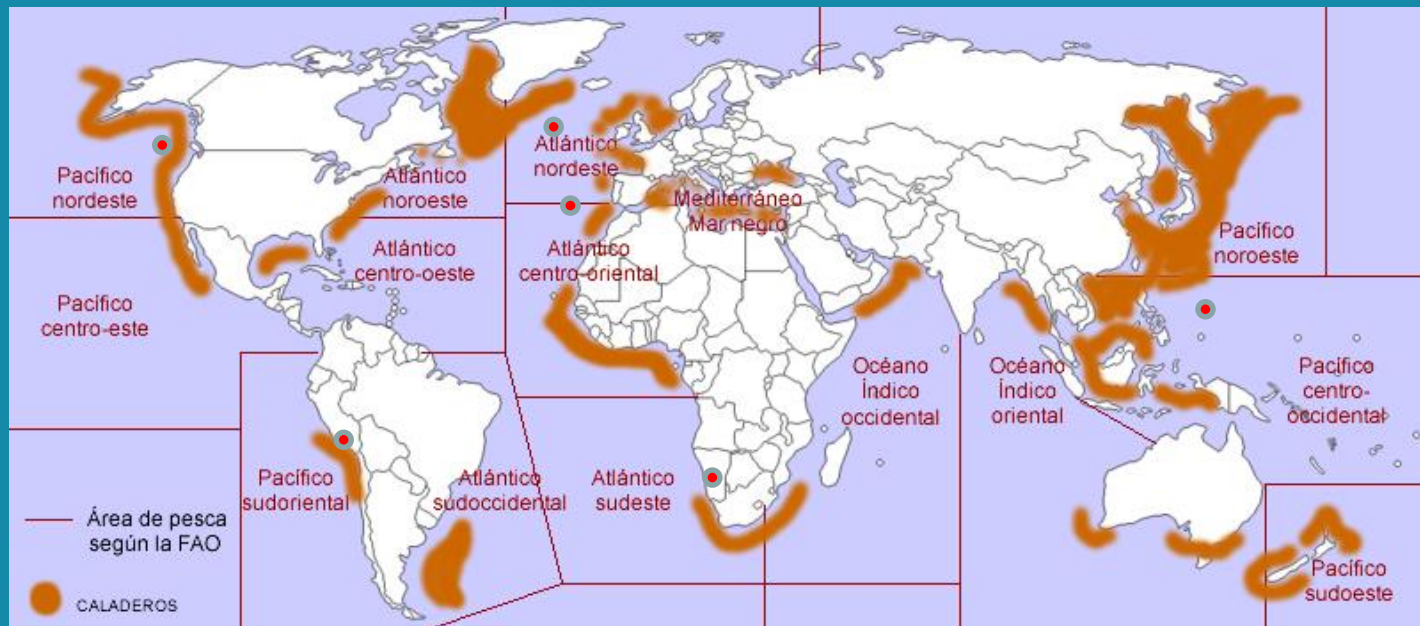 Pacífico
nordeste
Atlántico
noroeste
Atlántico
nordeste
Mediterráneo
Mar negro
Pacífico
noroeste
Atlántico
centro-oeste
Atlántico
centro-oriental
Pacífico
centro-este
Océano
Índico
occidental
Océano
Índico
oriental
Pacífico
centro-
occidental
Pacífico
sudoriental
Atlántico
sudoccidental
Atlántico
sudeste
Pacífico
sudoeste
Área de pesca
según la FAO
CALADEROS